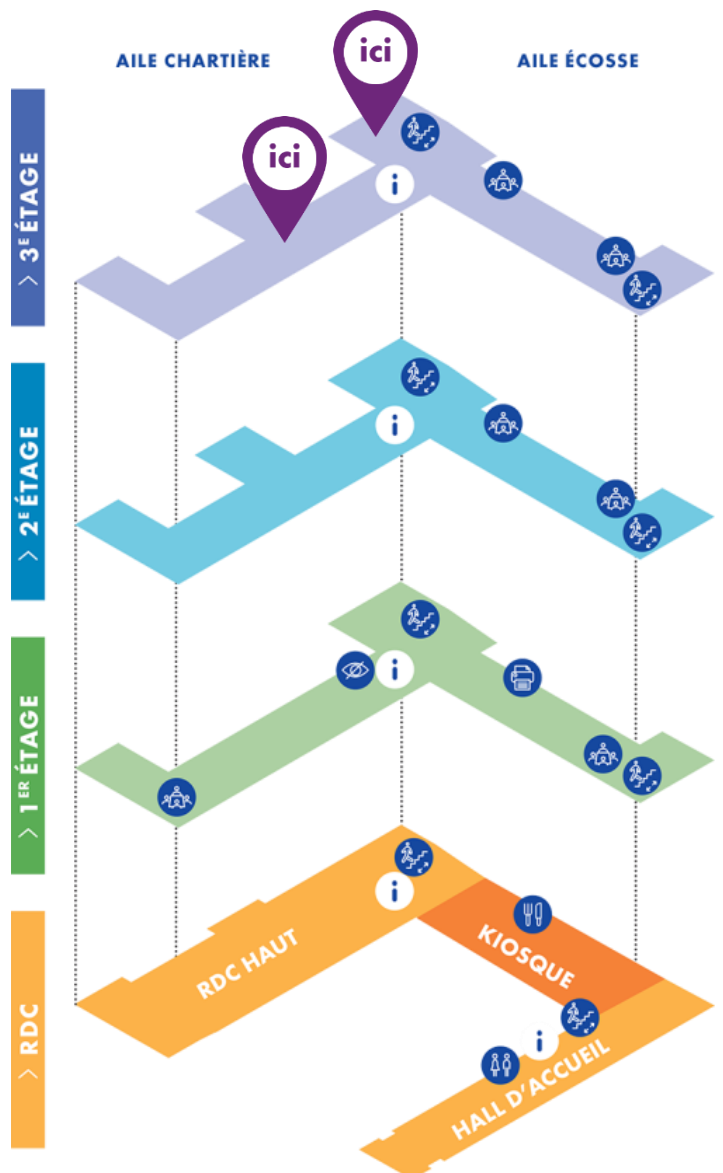 AILE CHARTIÈRE
ici
AILE ÉCOSSE
ici
> 3E ÉTAGE
i
> 2E ÉTAGE
i
> 1ER ÉTAGE
i
> RDC
i
RDC HAUT
KIOSQUE
i
HALL D'ACCUEIL